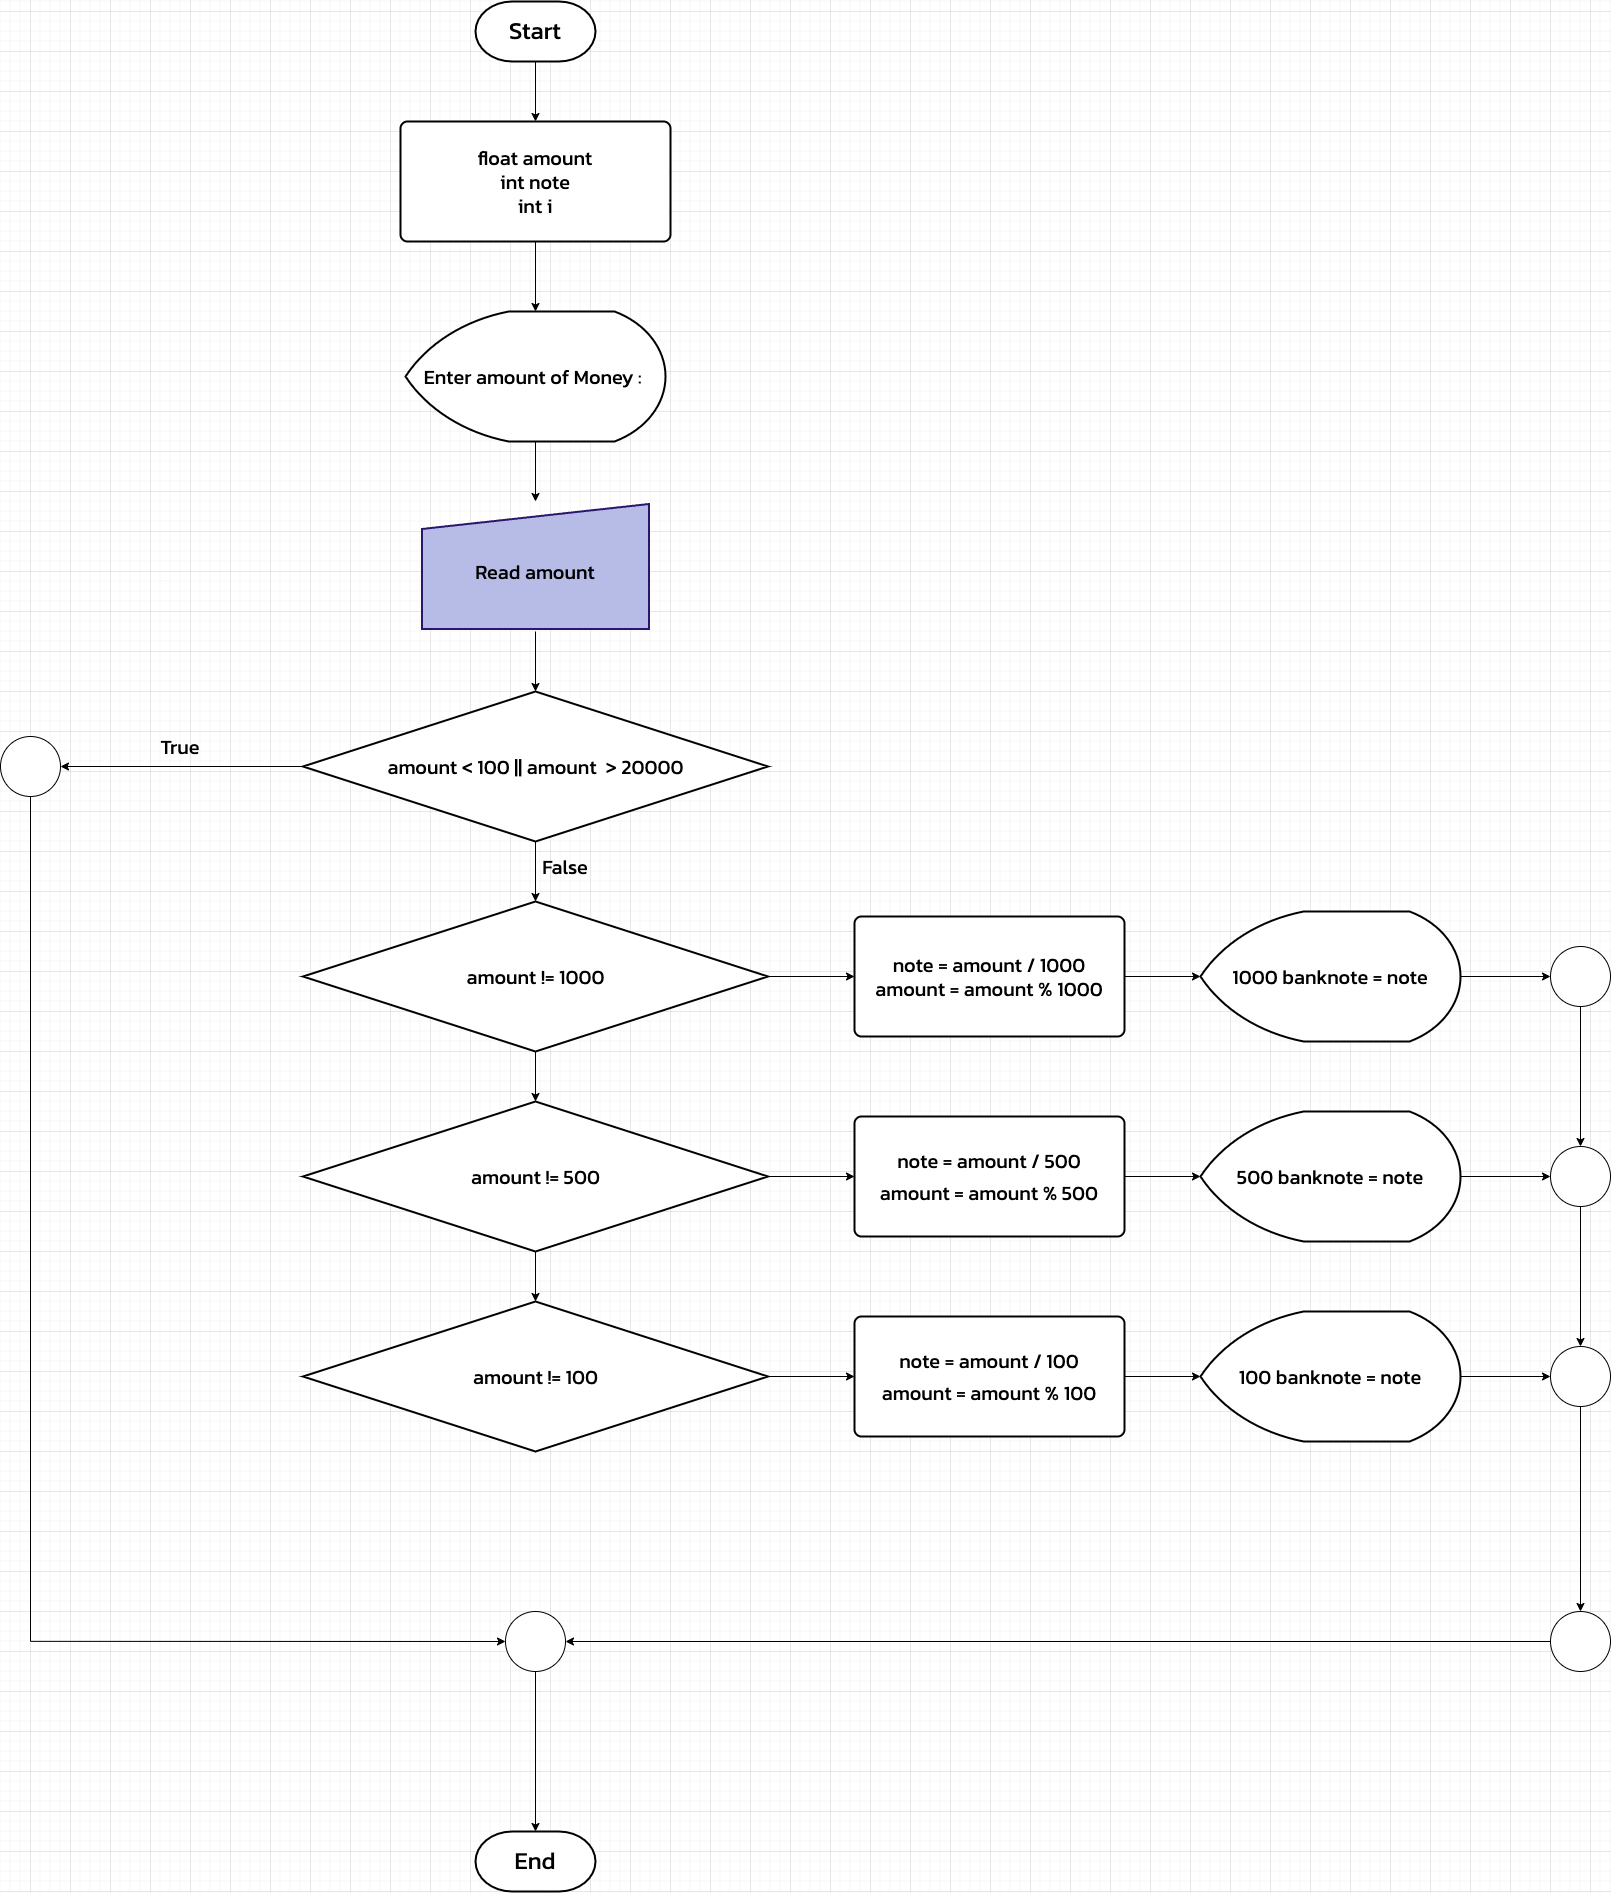 Start
float amount
int note
int i
Enter amount of Money :
Read amount
True
amount < 100 || amount  > 20000
False
amount != 1000
note = amount / 1000
amount = amount % 1000
1000 banknote = note
amount != 500
note = amount / 500
amount = amount % 500
500 banknote = note
amount != 100
note = amount / 100
amount = amount % 100
100 banknote = note
End